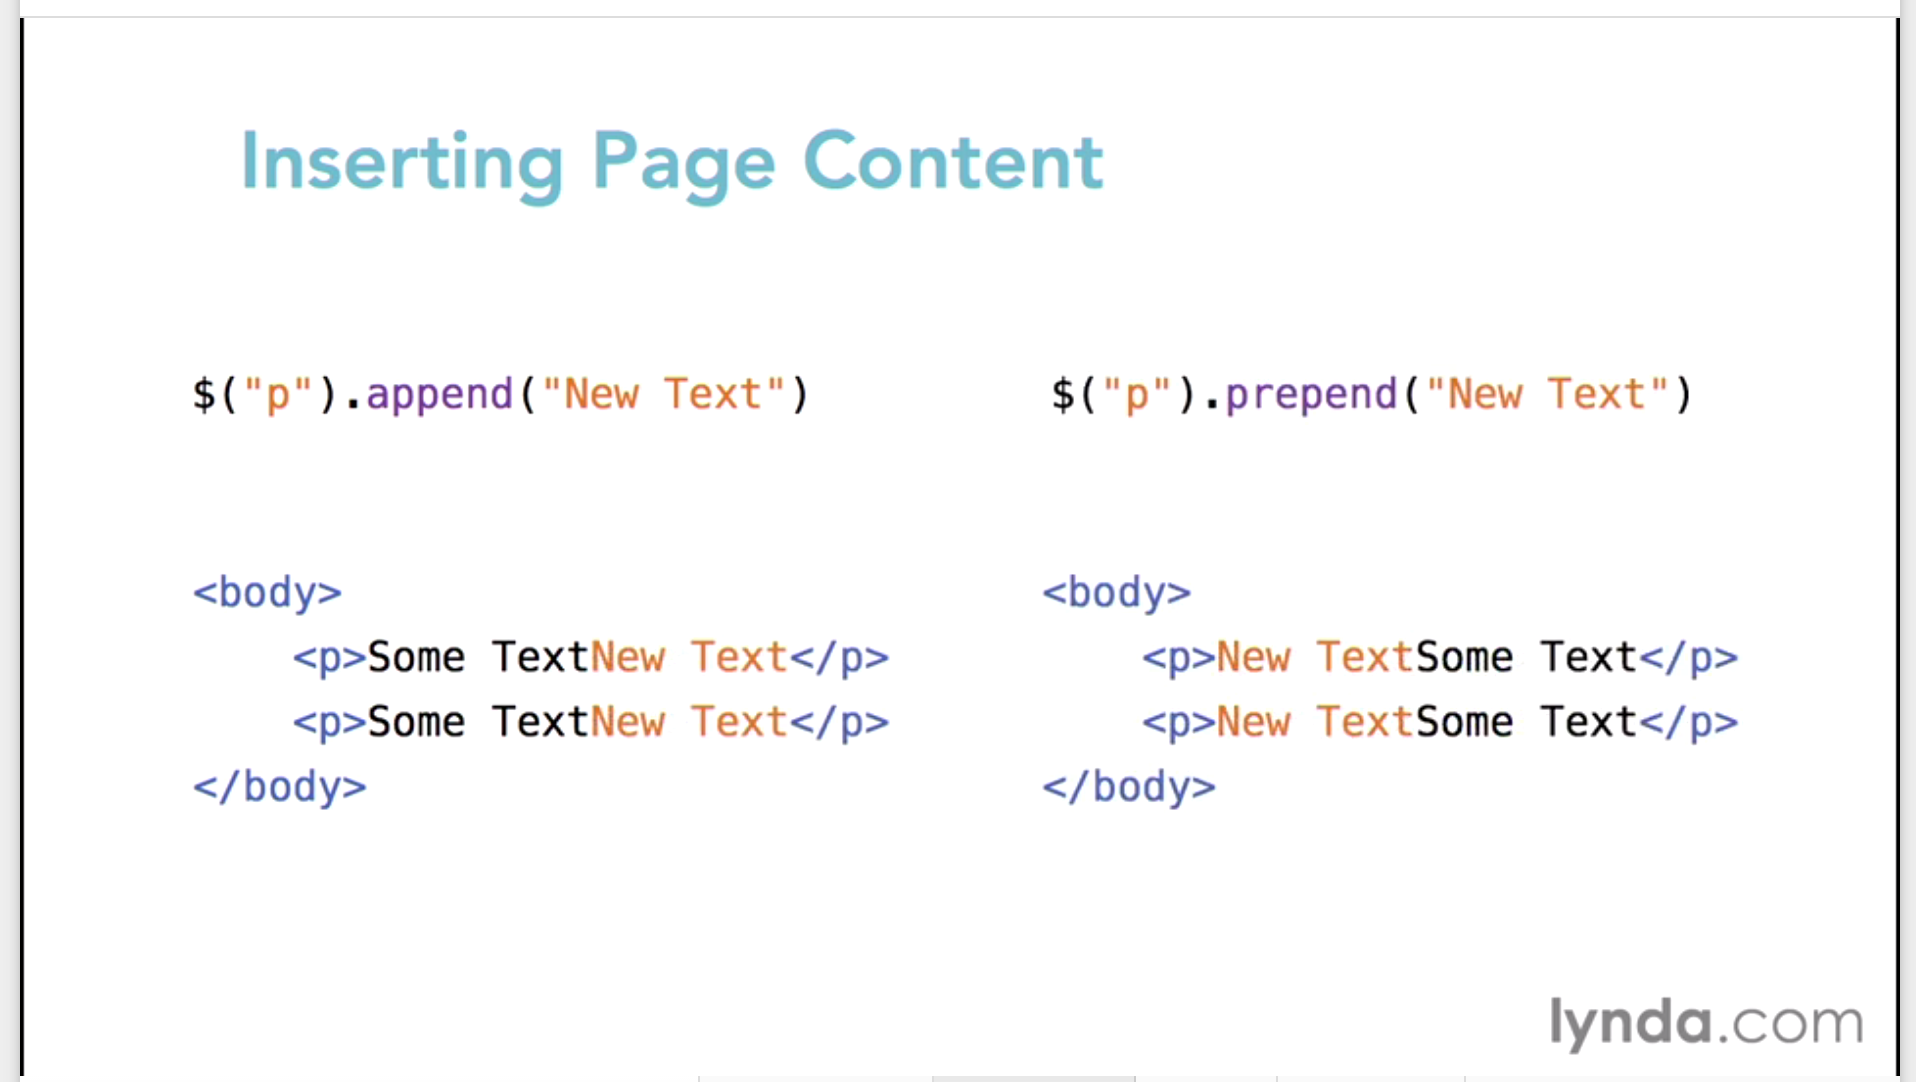 Inserting Page Content
$("p").append("New Text")
<body>
    <p>Some TextNew Text</p>
    <p>Some TextNew Text</p>
</body>
$("p").prepend("New Text")
<body>
    <p>New TextSome Text</p>
    <p>New TextSome Text</p>
</body>
lynda.com